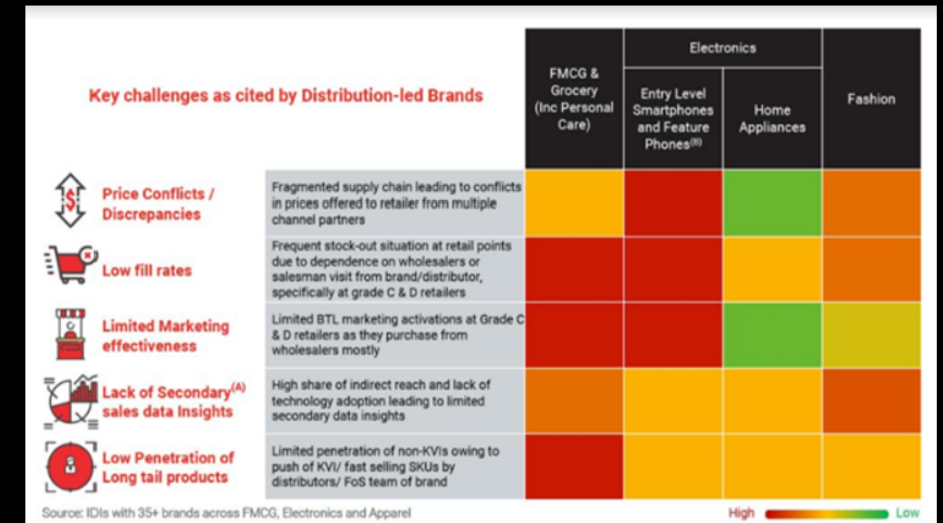 Key challenges as cited by Distribution-led Brands
FMCG &
Grocery
(Inc Personal
Care)
Electronics
Entry Level
Smartphones
and Feature
Phones(B)
Home
Appliances
Fashion
Price Conflicts /
Discrepancies
Fragmented supply chain leading to conflicts
in prices offered to retailer from multiple
channel partners
Low fill rates
Frequent stock-out situation at retail points
due to dependence on wholesalers or
salesman visit from brand/distributor,
specifically at grade C & D retailers
Limited Marketing
effectiveness
Limited BTL marketing activations at Grade C
& D retailers as they purchase from
wholesalers mostly
Lack of Secondary(A)
sales data Insights
High share of indirect reach and lack of
technology adoption leading to limited
secondary data insights
Low Penetration of
Long tail products
Limited penetration of non-KVIs owing to
push of KVI/ fast selling SKUs by
distributors/ FoS team of brand
Source: IDIs with 35+ brands across FMCG, Electronics and Apparel
High
Low